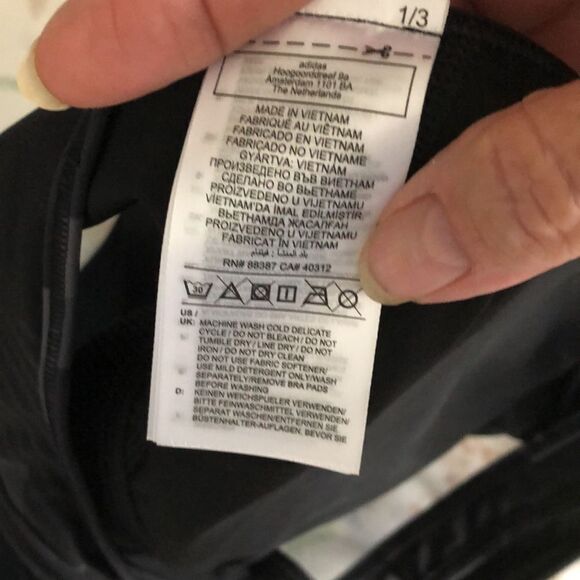 1/3
adidas
Hoogoorddreef 9a
Amsterdam 1101 BA
The Netherlands
MADE IN VIETNAM
FABRIQUÉ AU VIÊTNAM
FABRICADO EN VIETNAM
FABRICADO NO VIETNAME
GYÁRTVA: VIETNÁM
ПРОИЗВЕДЕНО ВЪВ ВИЕТНАМ
СДЕЛАНО ВО ВЬЕТНАМЕ
PROIZVEDENO U VIJETNAMU
VIETNAM'DA İMAL EDİLMİŞTİR
ВЬЕТНАМДА ЖАСАЛҒАН
PROIZVEDENO U VIJETNAMU
FABRICAT ÎN VIETNAM
بلد المنشأ: فيتنام
RN# 88387 CA# 40312
30
US /
UK: MACHINE WASH COLD DELICATE
CYCLE / DO NOT BLEACH / DO NOT
TUMBLE DRY / LINE DRY / DO NOT
IRON / DO NOT DRY CLEAN
DO NOT USE FABRIC SOFTENER/
USE MILD DETERGENT ONLY/WASH
SEPARATELY/REMOVE BRA PADS
BEFORE WASHING
D: KEINEN WEICHSPUELER VERWENDEN/
BITTE FEINWASCHMITTEL VERWENDEN/
SEPARAT WASCHEN/ENTFERNEN SIE
BÜSTENHALTER-AUFLAGEN, BEVOR SIE